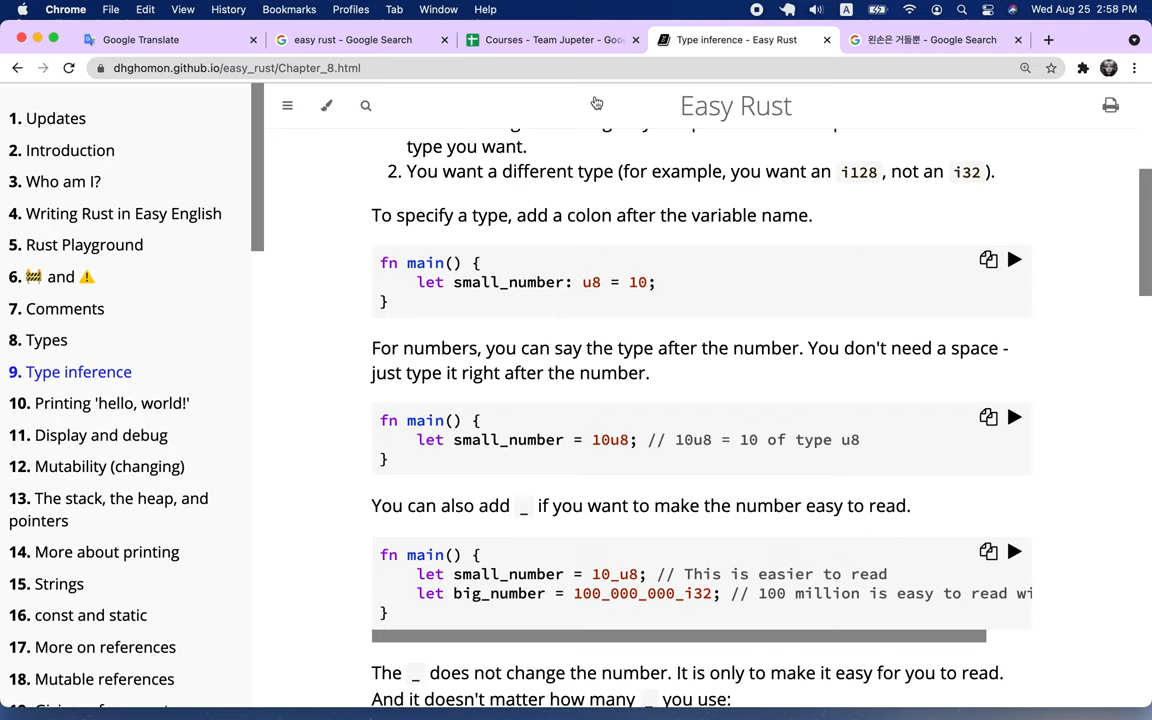 Chrome File Edit View History Bookmarks Profiles Tab Window Help
A
Wed Aug 25 2:58 PM
Google Translate
easy rust - Google Search
Courses - Team Jupeter - Goo
Type inference - Easy Rust
왼손은 거들뿐 - Google Search
dhghomon.github.io/easy_rust/Chapter_8.html
Easy Rust
1. Updates
2. Introduction
3. Who am I?
4. Writing Rust in Easy English
5. Rust Playground
6. 🚧 and ⚠️
7. Comments
8. Types
9. Type inference
10. Printing 'hello, world!'
11. Display and debug
12. Mutability (changing)
13. The stack, the heap, and
pointers
14. More about printing
15. Strings
16. const and static
17. More on references
18. Mutable references
type you want.
2. You want a different type (for example, you want an i128, not an i32).
To specify a type, add a colon after the variable name.
fn main() {
let small_number: u8 = 10;
}
For numbers, you can say the type after the number. You don't need a space -
just type it right after the number.
fn main() {
let small_number = 10u8; // 10u8 = 10 of type u8
}
You can also add _ if you want to make the number easy to read.
fn main() {
let small_number = 10_u8; // This is easier to read
let big_number = 100_000_000_i32; // 100 million is easy to read wi
}
The _ does not change the number. It is only to make it easy for you to read.
And it doesn't matter how many _ you use: